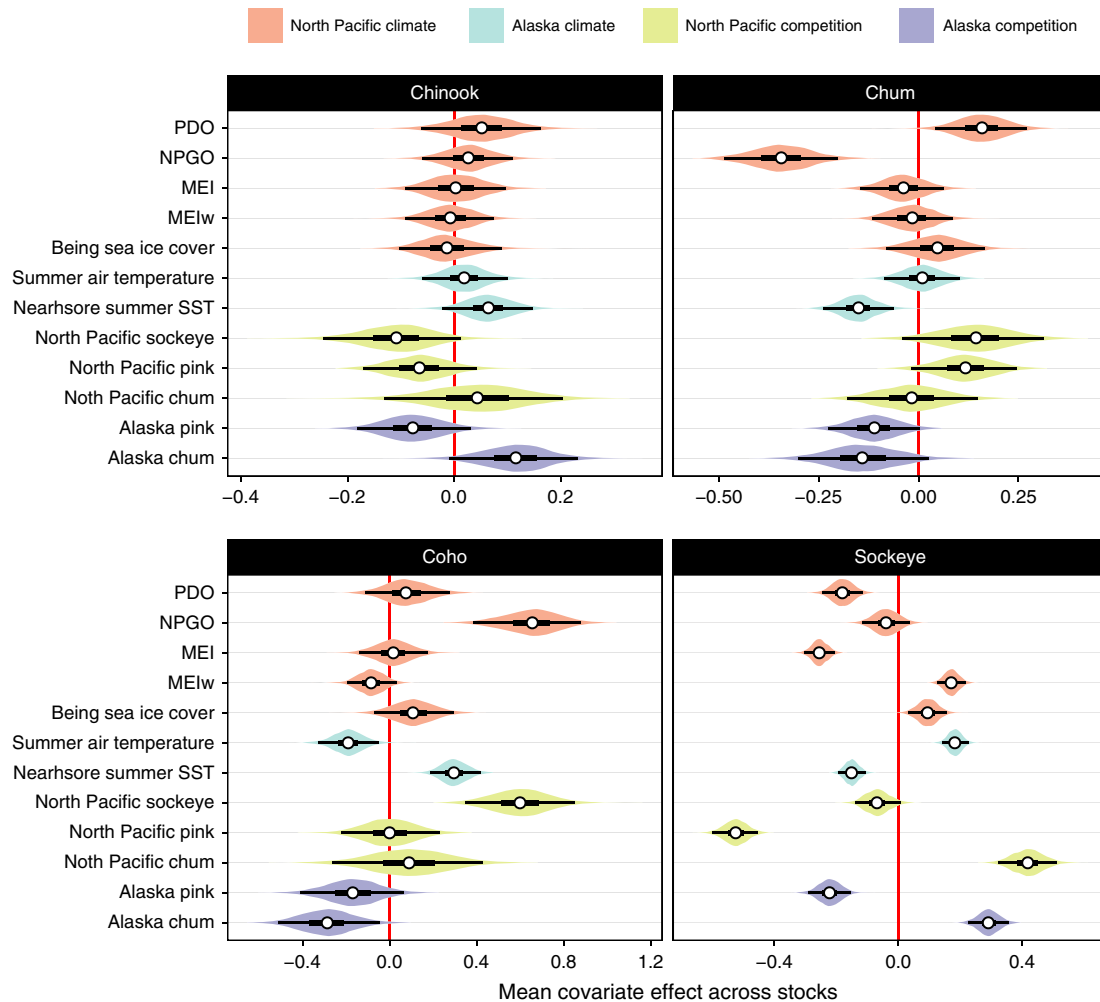 North Pacific climate Alaska climate North Pacific competition Alaska competition
Chinook Chum
PDO
NPGO
MEI
MEIw
Being sea ice cover
Summer air temperature
Nearhsore summer SST
North Pacific sockeye
North Pacific pink
Noth Pacific chum
Alaska pink
Alaska chum
−0.4 −0.2 0.0 0.2 −0.50 −0.25 0.00 0.25
Coho Sockeye
PDO
NPGO
MEI
MEIw
Being sea ice cover
Summer air temperature
Nearhsore summer SST
North Pacific sockeye
North Pacific pink
Noth Pacific chum
Alaska pink
Alaska chum
−0.4 0.0 0.4 0.8 1.2 −0.4 0.0 0.4
Mean covariate effect across stocks